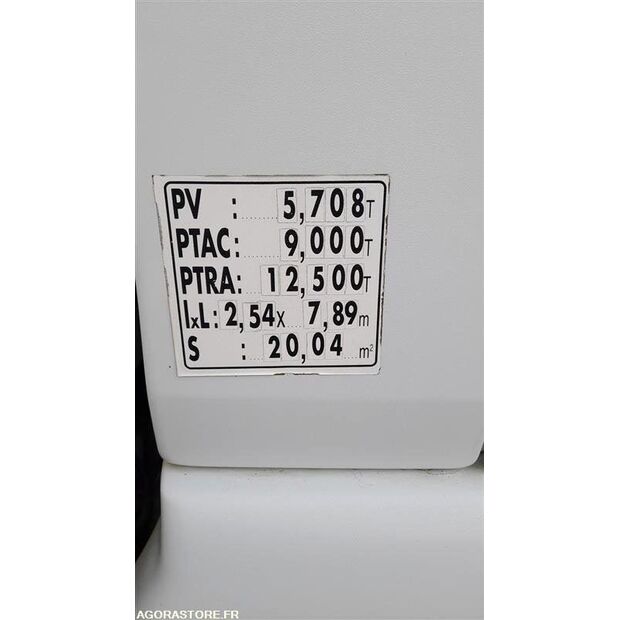 PV :......5,708T
PTAC:......9,000T
PTRA: 12,500T
lxL: 2,54x....7,89m
S :....20,04....m²
AGORASTORE.FR